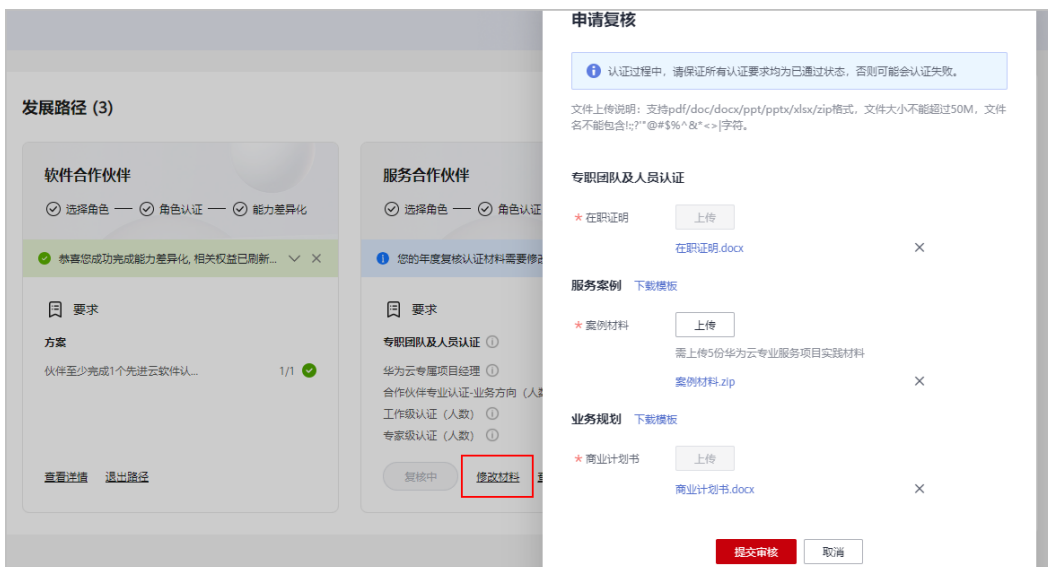 发展路径 (3)
软件合作伙伴
选择角色 角色认证 能力差异化
恭喜您成功完成能力差异化, 相关权益已刷新...
要求
方案
伙伴至少完成1个先进云软件认... 1/1
查看详情 退出路径
服务合作伙伴
选择角色 角色认证
您的年度复核认证材料需要修改
要求
专职团队及人员认证
华为云专属项目经理
合作伙伴专业认证-业务方向（人数
工作级认证（人数）
专家级认证（人数）
复核中 修改材料
申请复核
认证过程中，请保证所有认证要求均为已通过状态，否则可能会认证失败。
文件上传说明：支持pdf/doc/docx/ppt/pptx/xlsx/zip格式，文件大小不能超过50M，文件
名不能包含!:;?'"@#$%^&*<>|字符。
专职团队及人员认证
* 在职证明 上传
在职证明.docx
服务案例 下载模板
* 案例材料 上传
需上传5份华为云专业服务项目实践材料
案例材料.zip
业务规划 下载模板
* 商业计划书 上传
商业计划书.docx
提交审核 取消